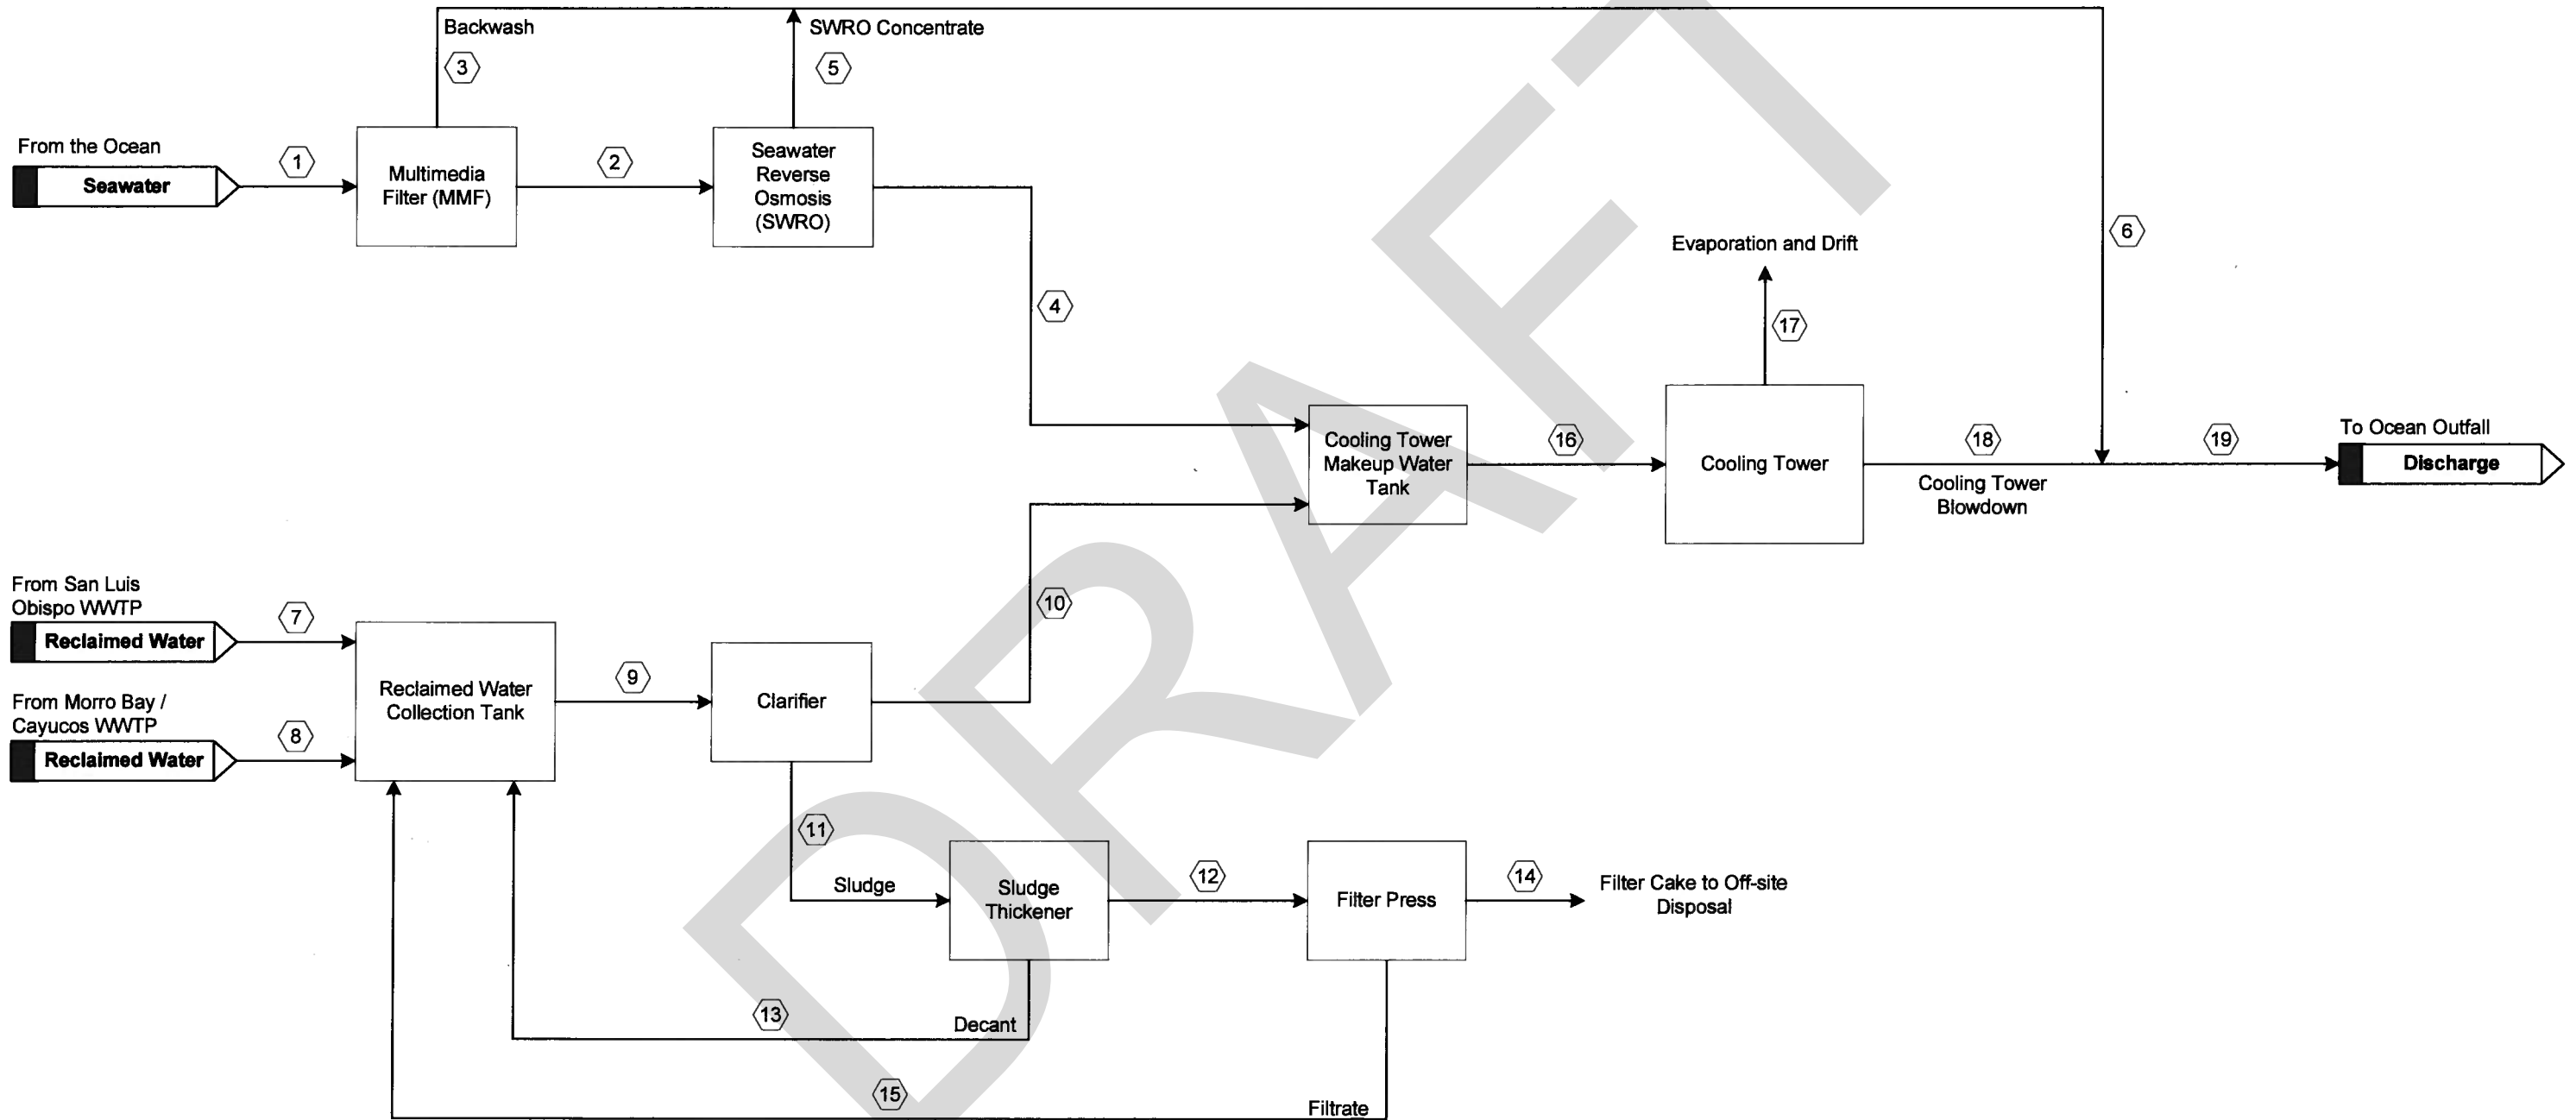 Backwash
SWRO Concentrate
3
5
From the Ocean
Seawater
1
Multimedia
Filter (MMF)
2
Seawater
Reverse
Osmosis
(SWRO)
4
Evaporation and Drift
17
6
Cooling Tower
Makeup Water
Tank
16
Cooling Tower
18
Cooling Tower
Blowdown
19
To Ocean Outfall
Discharge
From San Luis
Obispo WWTP
Reclaimed Water
7
From Morro Bay /
Cayucos WWTP
Reclaimed Water
8
Reclaimed Water
Collection Tank
9
Clarifier
10
11
Sludge
Sludge
Thickener
12
Filter Press
14
Filter Cake to Off-site
Disposal
13
Decant
15
Filtrate
DRAFT